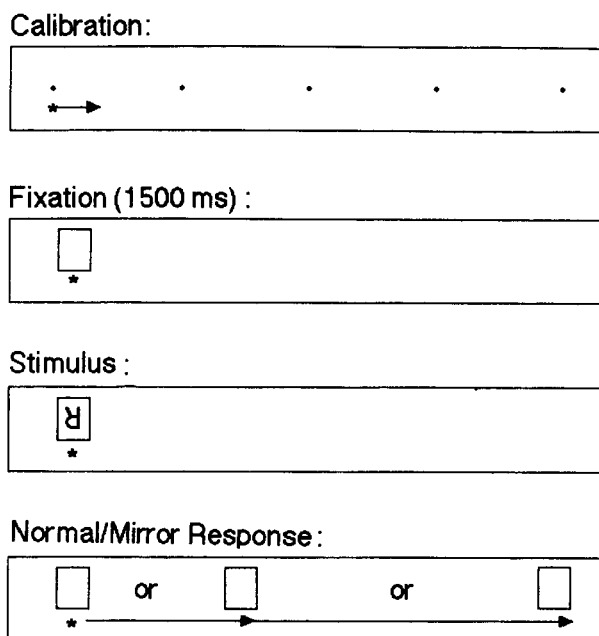 Calibration:
*
Fixation (1500 ms) :
*
Stimulus :
R
*
Normal/Mirror Response:
or or
*